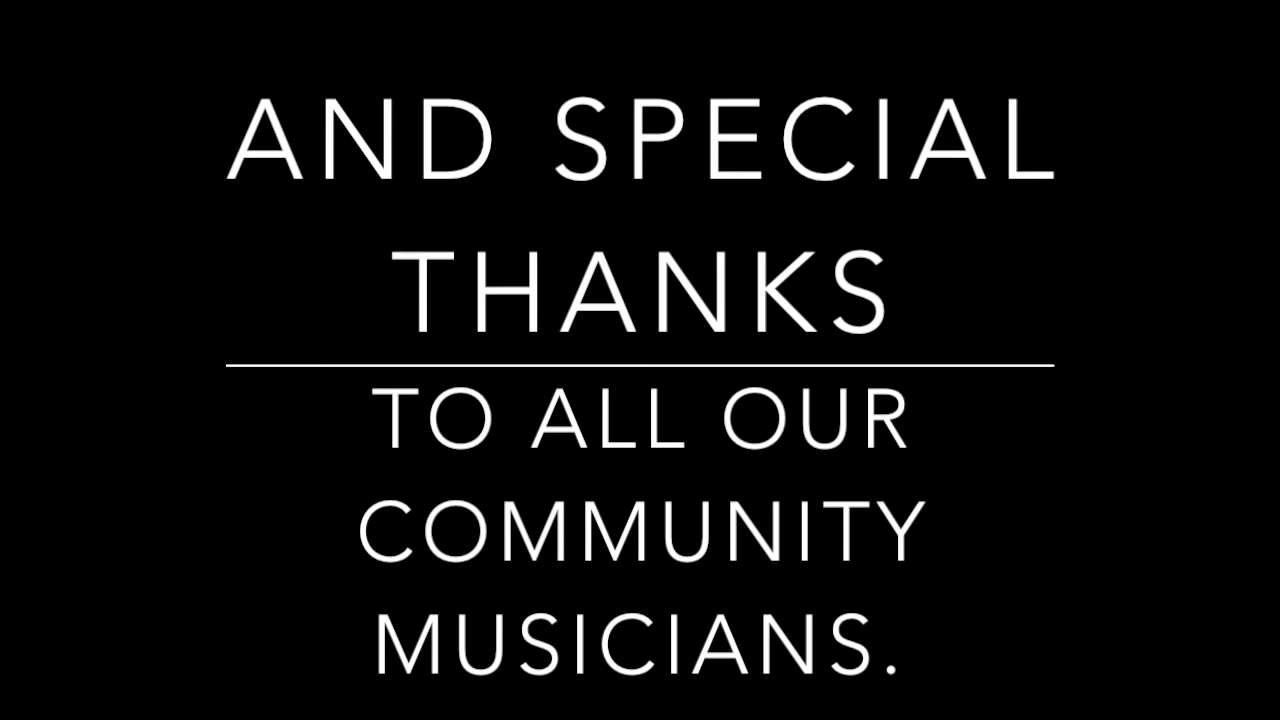 AND SPECIAL
THANKS
TO ALL OUR
COMMUNITY
MUSICIANS.